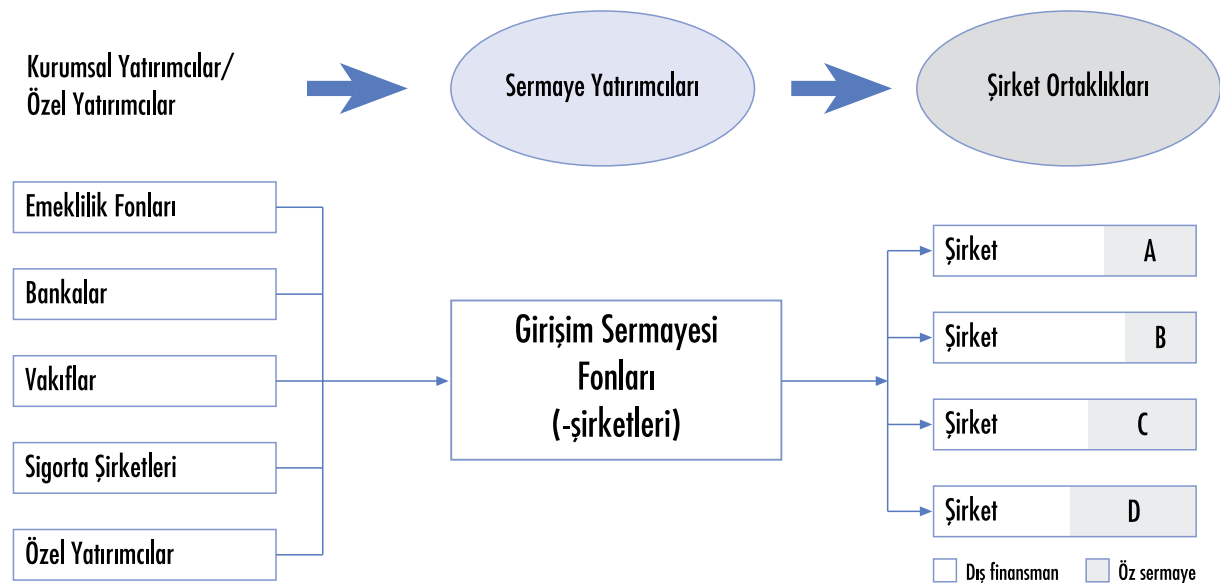 Kurumsal Yatırımcılar/
Özel Yatırımcılar
Sermaye Yatırımcıları
Şirket Ortaklıkları
Emeklilik Fonları
Bankalar
Vakıflar
Sigorta Şirketleri
Özel Yatırımcılar
Girişim Sermayesi
Fonları
(-şirketleri)
Şirket A
Şirket B
Şirket C
Şirket D
Dış finansman
Öz sermaye